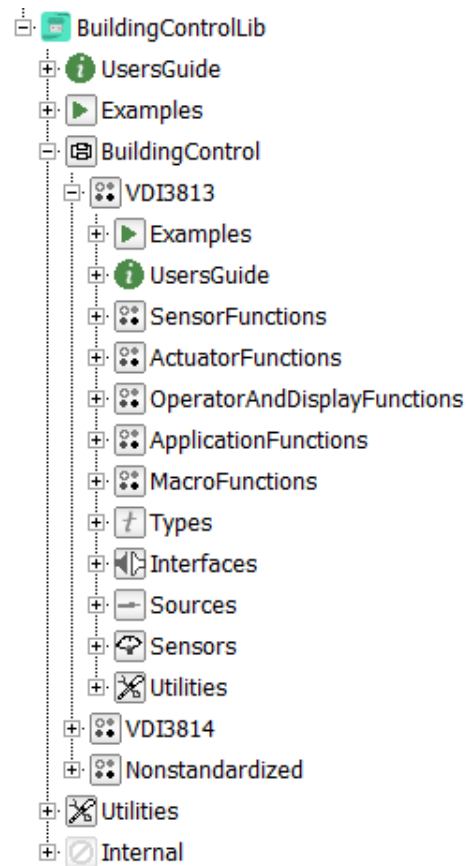 BuildingControlLib
UsersGuide
Examples
BuildingControl
VDI3813
Examples
UsersGuide
SensorFunctions
ActuatorFunctions
OperatorAndDisplayFunctions
ApplicationFunctions
MacroFunctions
Types
Interfaces
Sources
Sensors
Utilities
VDI3814
Nonstandardized
Utilities
Internal